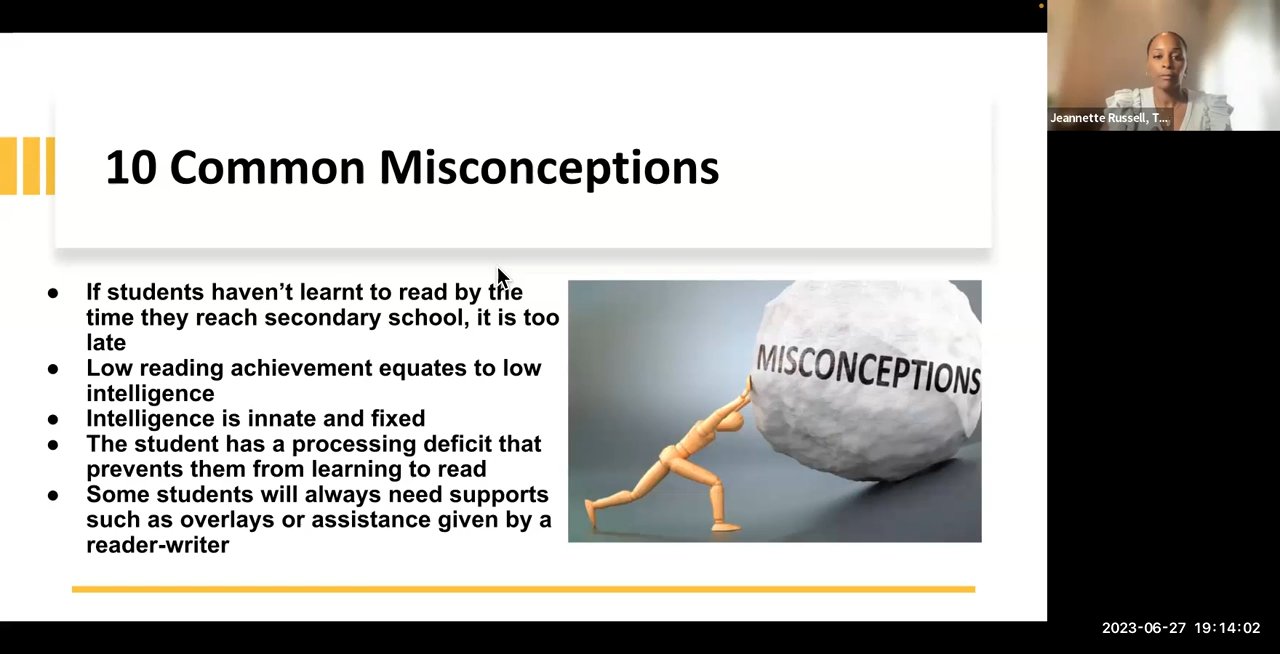 10 Common Misconceptions
● If students haven’t learnt to read by the
time they reach secondary school, it is too
late
● Low reading achievement equates to low
intelligence
● Intelligence is innate and fixed
● The student has a processing deficit that
prevents them from learning to read
● Some students will always need supports
such as overlays or assistance given by a
reader-writer
MISCONCEPTIONS
Jeannette Russell, T...
2023-06-27 19:14:02